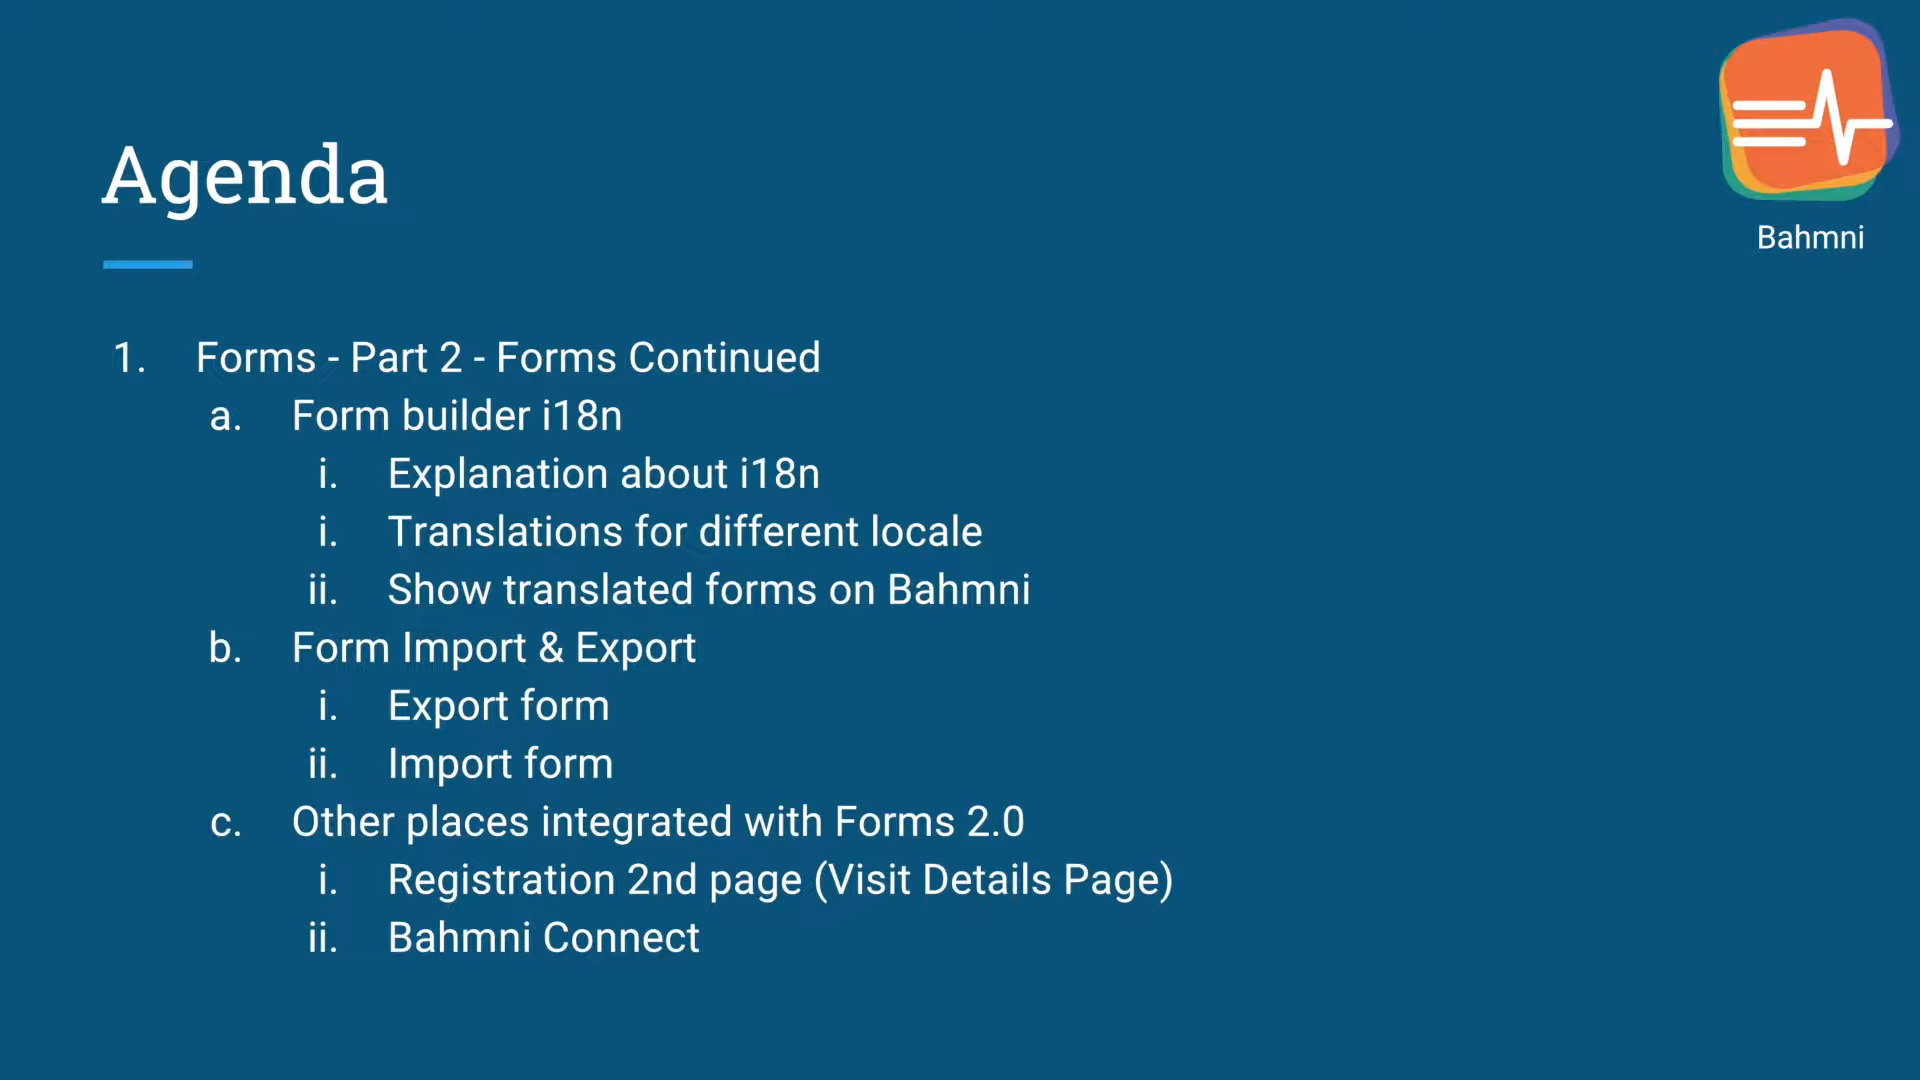 Agenda
Bahmni
1. Forms - Part 2 - Forms Continued
a. Form builder i18n
i. Explanation about i18n
i. Translations for different locale
ii. Show translated forms on Bahmni
b. Form Import & Export
i. Export form
ii. Import form
c. Other places integrated with Forms 2.0
i. Registration 2nd page (Visit Details Page)
ii. Bahmni Connect